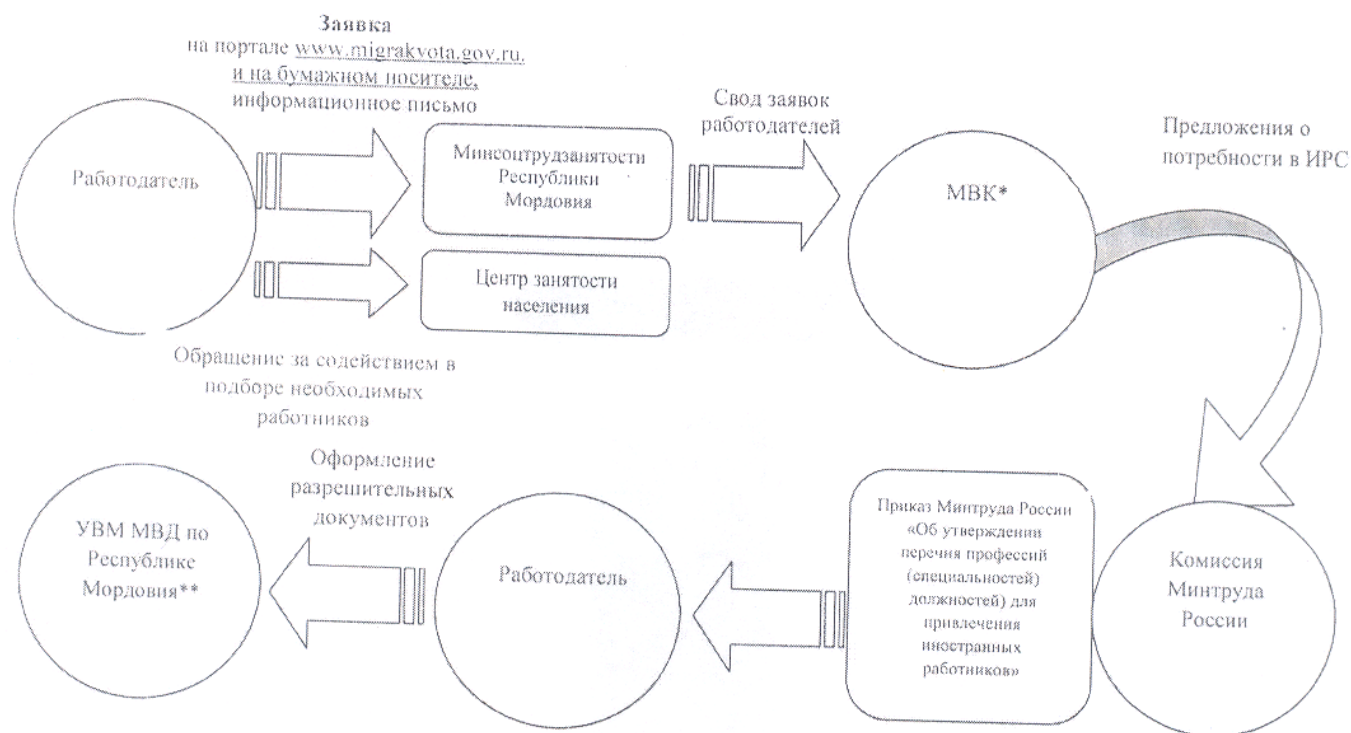 Заявка
на портале www.migrakvota.gov.ru.
и на бумажном носителе,
информационное письмо
Работодатель
Минсоцтрудзанятости
Республики
Мордовия
Центр занятости
населения
Обращение за содействием в
подборе необходимых
работников
Свод заявок
работодателей
МВК*
Предложения о
потребности в ИРС
Комиссия
Минтруда
России
Приказ Минтруда России
«Об утверждении
перечня профессий
(специальностей)
должностей) для
привлечения
иностранных
работников»
Работодатель
Оформление
разрешительных
документов
УВМ МВД по
Республике
Мордовия**